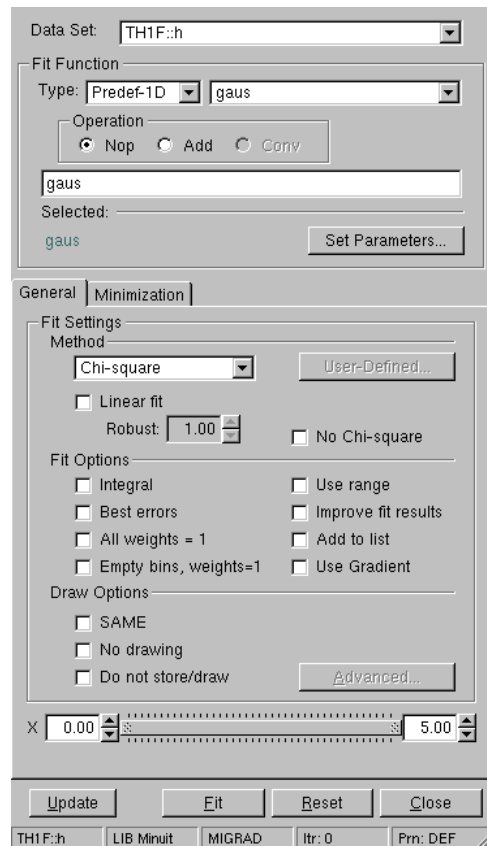 Data Set: TH1F::h
Fit Function
Type: Predef-1D gaus
Operation
Nop Add Conv
gaus
Selected:
gaus Set Parameters...
General Minimization
Fit Settings
Method
Chi-square User-Defined...
Linear fit
Robust: 1.00 No Chi-square
Fit Options
Integral Use range
Best errors Improve fit results
All weights = 1 Add to list
Empty bins, weights=1 Use Gradient
Draw Options
SAME
No drawing
Do not store/draw Advanced...
X 0.00 5.00
Update Fit Reset Close
TH1F::h LIB Minuit MIGRAD Itr: 0 Prn: DEF